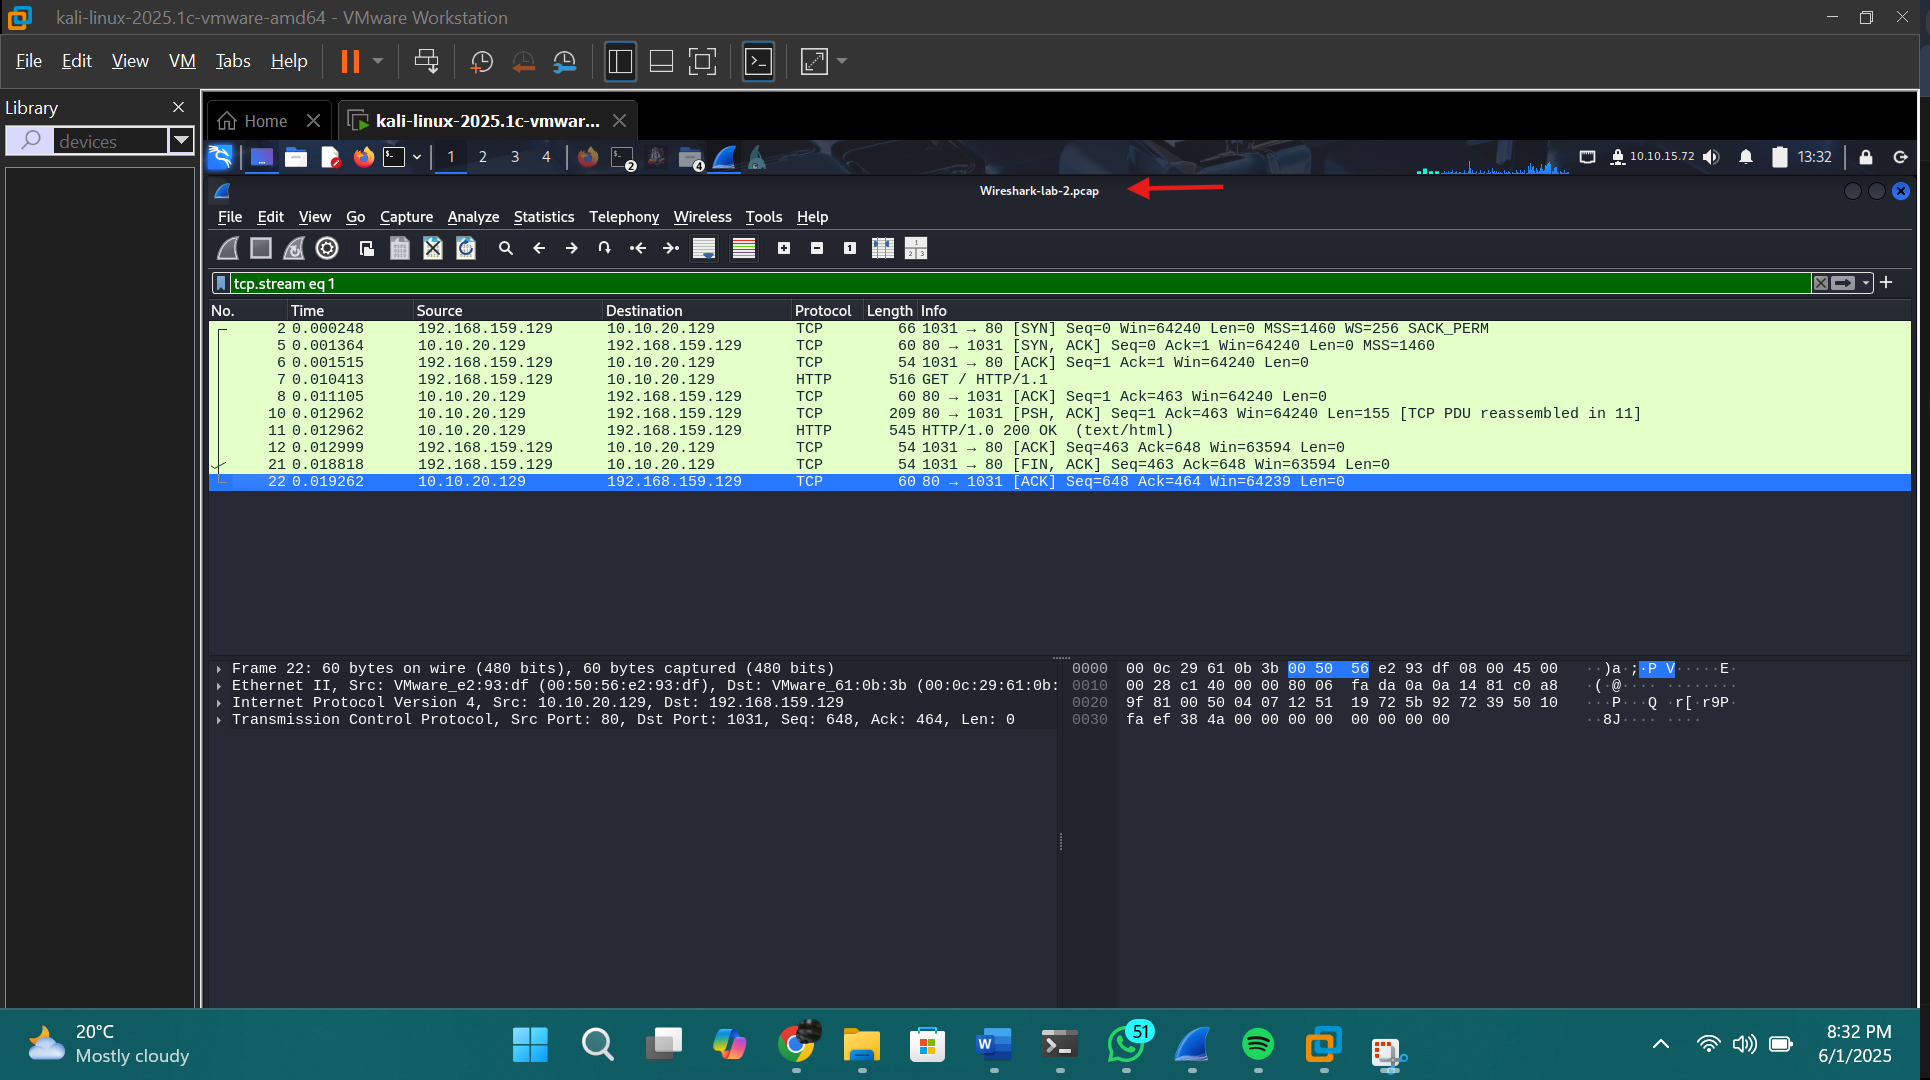 kali-linux-2025.1c-vmware-amd64 - VMware Workstation
File Edit View VM Tabs Help
Library
devices
Home
kali-linux-2025.1c-vmwar...
1 2 3 4
2
4
10.10.15.72
13:32
Wireshark-lab-2.pcap
File Edit View Go Capture Analyze Statistics Telephony Wireless Tools Help
tcp.stream eq 1
No. Time Source Destination Protocol Length Info
2 0.000248 192.168.159.129 10.10.20.129 TCP 66 1031 → 80 [SYN] Seq=0 Win=64240 Len=0 MSS=1460 WS=256 SACK_PERM
5 0.001364 10.10.20.129 192.168.159.129 TCP 60 80 → 1031 [SYN, ACK] Seq=0 Ack=1 Win=64240 Len=0 MSS=1460
6 0.001515 192.168.159.129 10.10.20.129 TCP 54 1031 → 80 [ACK] Seq=1 Ack=1 Win=64240 Len=0
7 0.010413 192.168.159.129 10.10.20.129 HTTP 516 GET / HTTP/1.1
8 0.011105 10.10.20.129 192.168.159.129 TCP 60 80 → 1031 [ACK] Seq=1 Ack=463 Win=64240 Len=0
10 0.012962 10.10.20.129 192.168.159.129 TCP 209 80 → 1031 [PSH, ACK] Seq=1 Ack=463 Win=64240 Len=155 [TCP PDU reassembled in 11]
11 0.012962 10.10.20.129 192.168.159.129 HTTP 545 HTTP/1.0 200 OK (text/html)
12 0.012999 192.168.159.129 10.10.20.129 TCP 54 1031 → 80 [ACK] Seq=463 Ack=648 Win=63594 Len=0
21 0.018818 192.168.159.129 10.10.20.129 TCP 54 1031 → 80 [FIN, ACK] Seq=463 Ack=648 Win=63594 Len=0
22 0.019262 10.10.20.129 192.168.159.129 TCP 60 80 → 1031 [ACK] Seq=648 Ack=464 Win=64239 Len=0
Frame 22: 60 bytes on wire (480 bits), 60 bytes captured (480 bits)
Ethernet II, Src: VMware_e2:93:df (00:50:56:e2:93:df), Dst: VMware_61:0b:3b (00:0c:29:61:0b:
Internet Protocol Version 4, Src: 10.10.20.129, Dst: 192.168.159.129
Transmission Control Protocol, Src Port: 80, Dst Port: 1031, Seq: 648, Ack: 464, Len: 0
0000 00 0c 29 61 0b 3b 00 50 56 e2 93 df 08 00 45 00 ··)a·;·P V·····E·
0010 00 28 c1 40 00 00 80 06 fa da 0a 0a 14 81 c0 a8 ·(·@···· ········
0020 9f 81 00 50 04 07 12 51 19 72 5b 92 72 39 50 10 ···P···Q ·r[·r9P·
0030 fa ef 38 4a 00 00 00 00 00 00 00 00 ··8J···· ····
20°C
Mostly cloudy
51
8:32 PM
6/1/2025